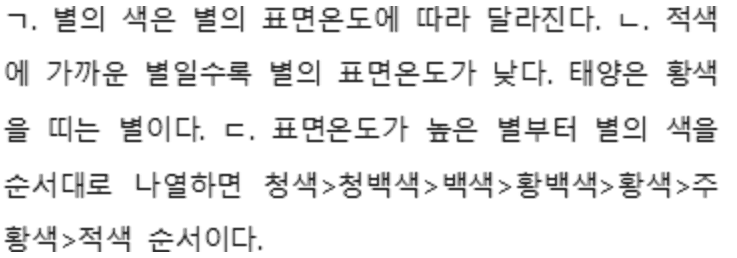 ㄱ. 별의 색은 별의 표면온도에 따라 달라진다. ㄴ. 적색
에 가까운 별일수록 별의 표면온도가 낮다. 태양은 황색
을 띠는 별이다. ㄷ. 표면온도가 높은 별부터 별의 색을
순서대로 나열하면 청색>청백색>백색>황백색>황색>주
황색>적색 순서이다.